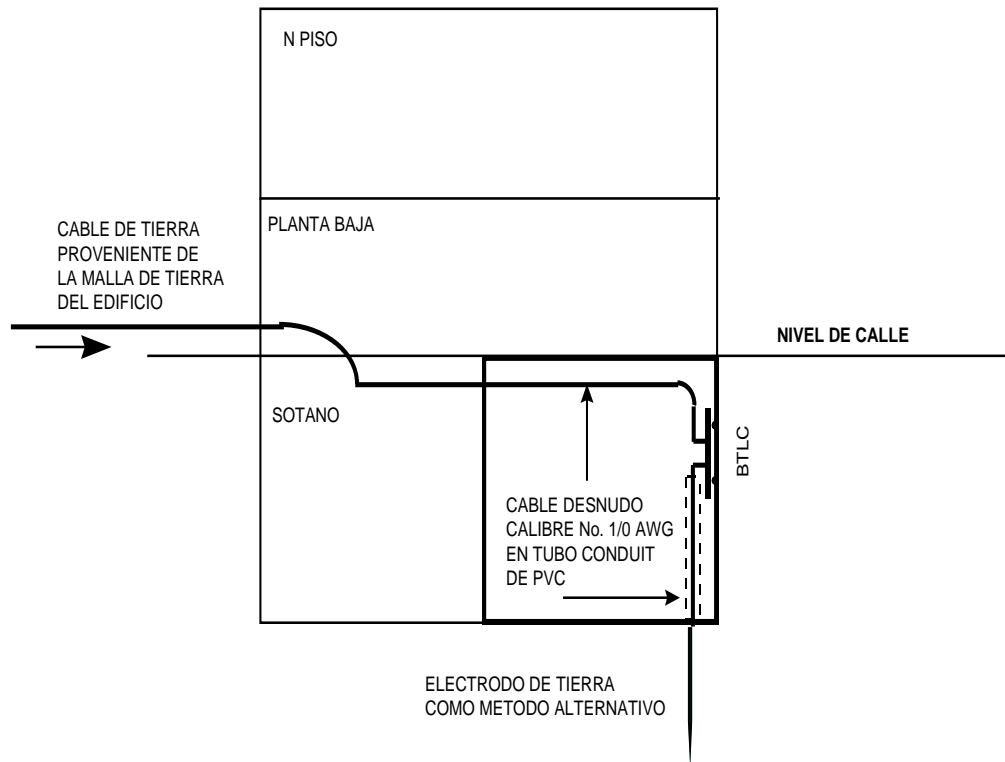 N PISO
CABLE DE TIERRA
PROVENIENTE DE
LA MALLA DE TIERRA
DEL EDIFICIO
PLANTA BAJA
NIVEL DE CALLE
SOTANO
BTLC
CABLE DESNUDO
CALIBRE No. 1/0 AWG
EN TUBO CONDUIT
DE PVC
ELECTRODO DE TIERRA
COMO METODO ALTERNATIVO